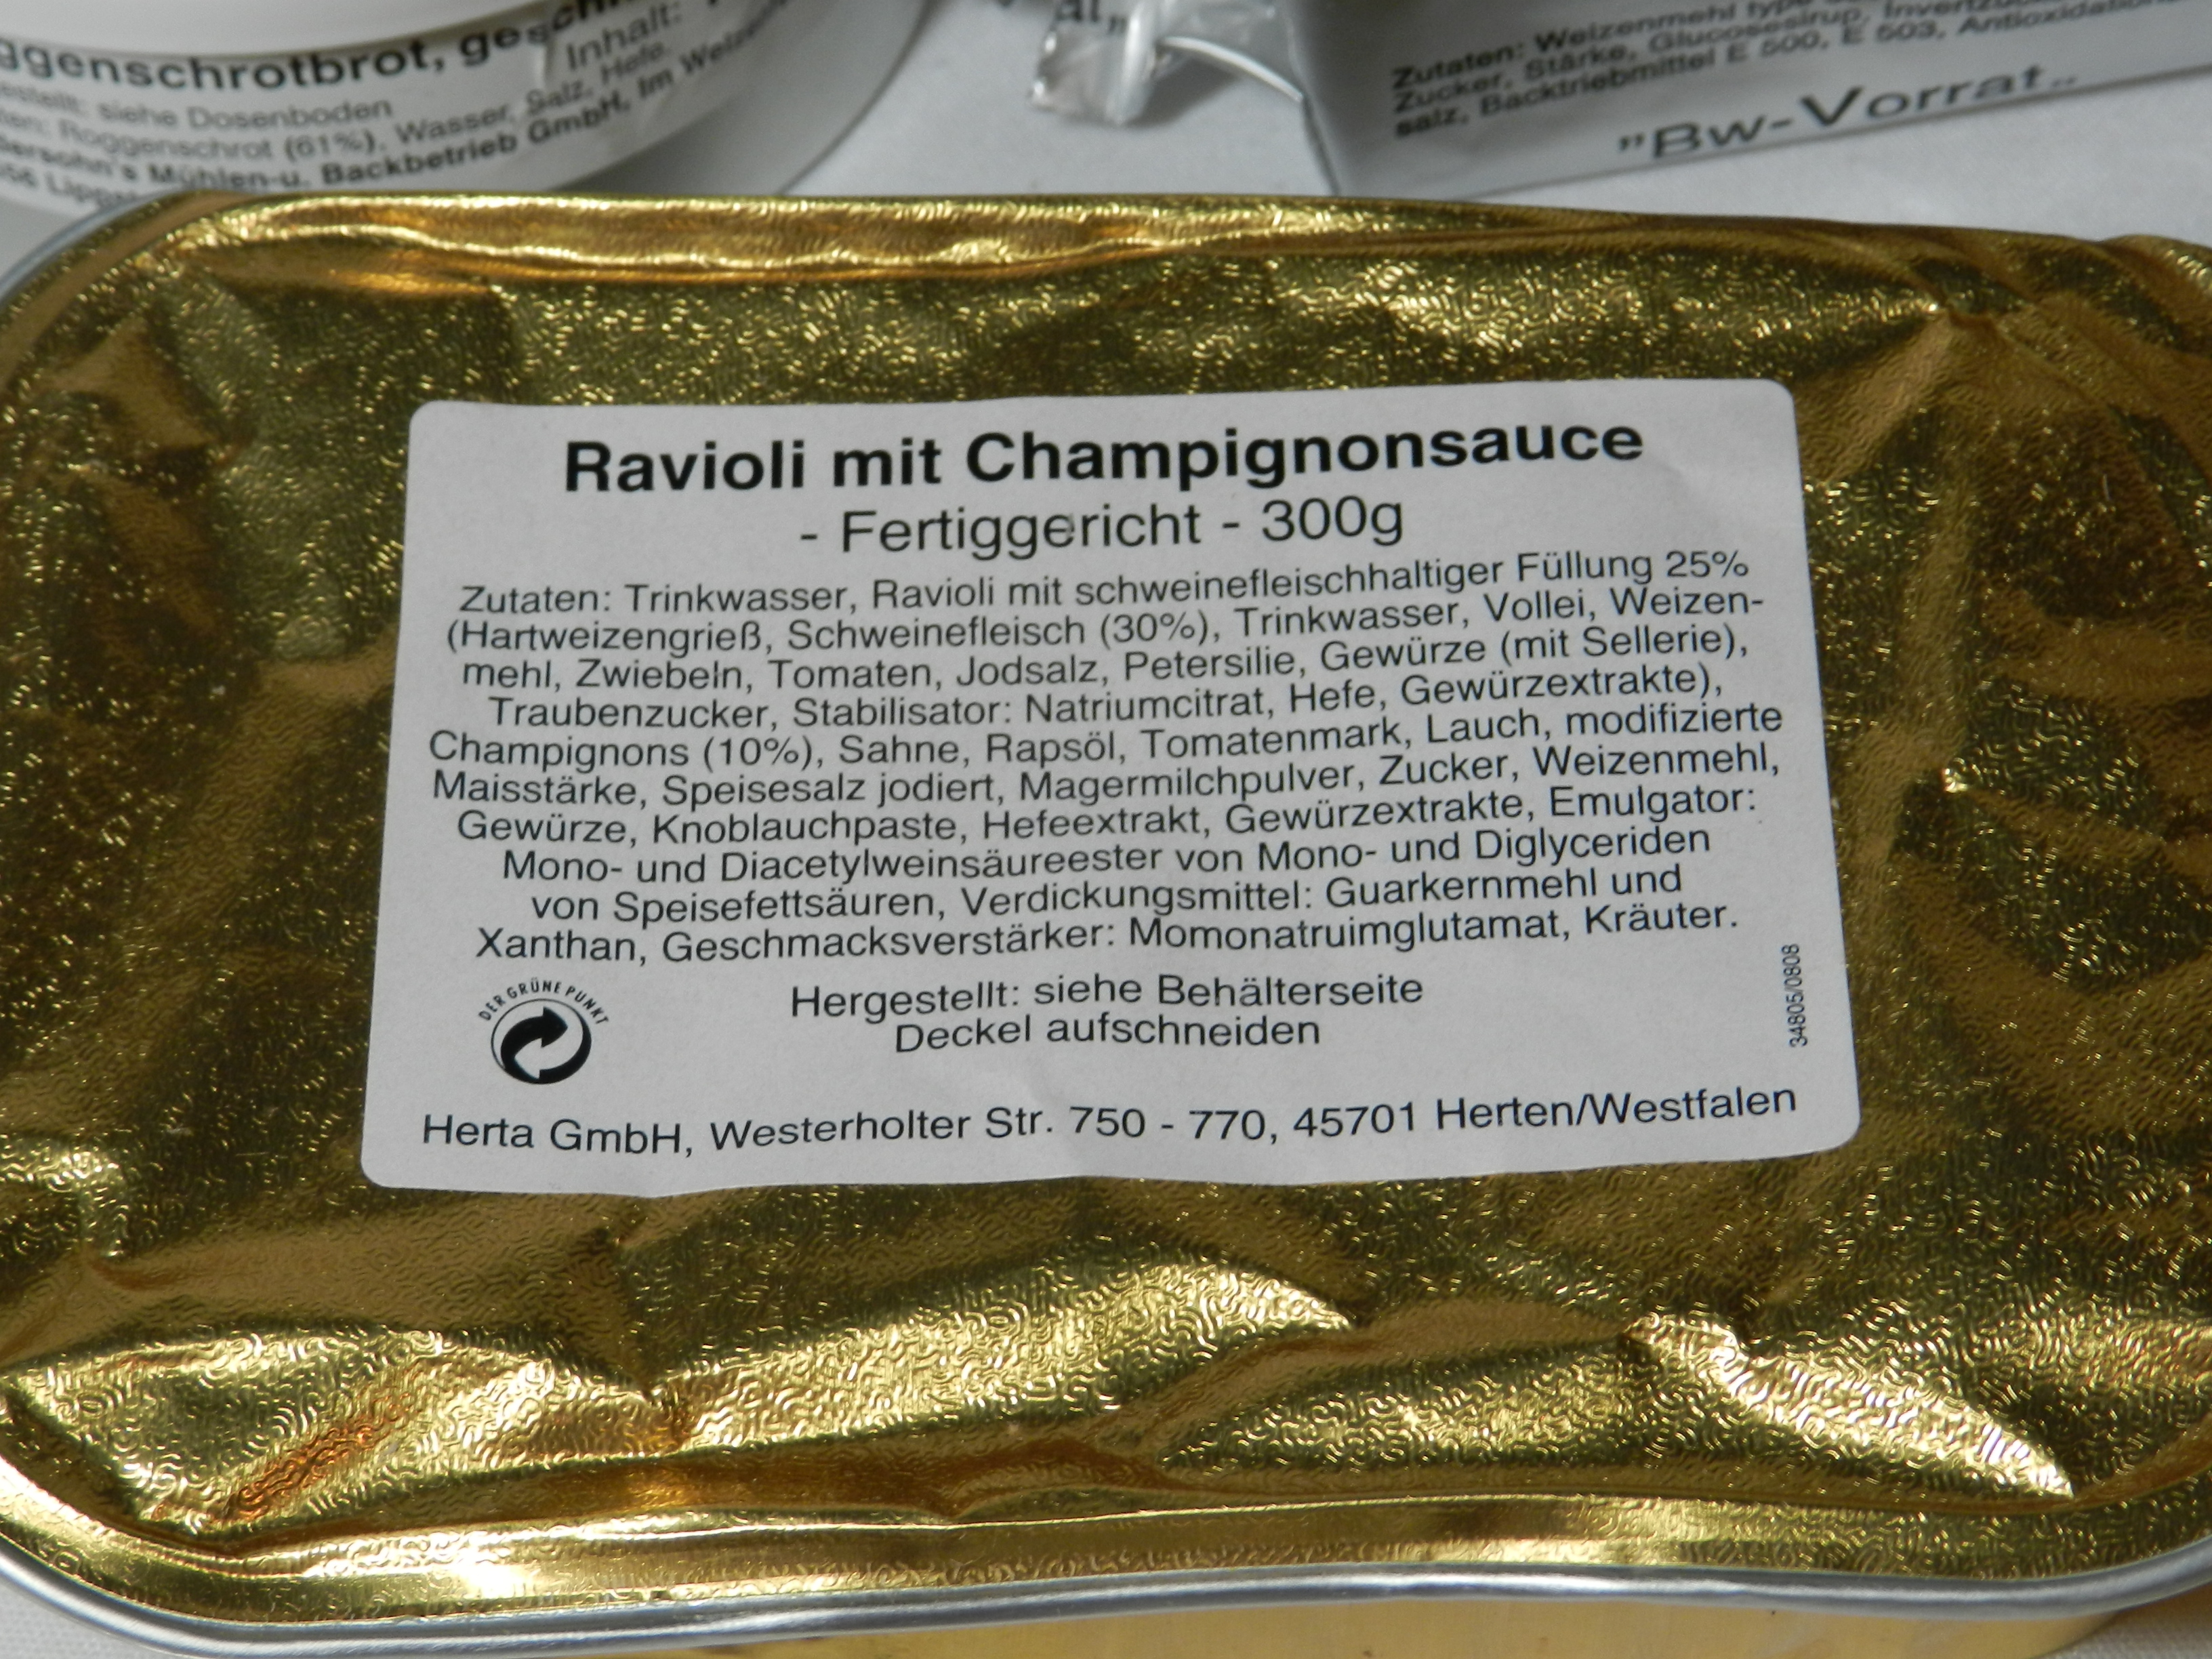 ggenschrotbrot, gesch
Inhalt:
siehe Dosenboden
Roggenschrot (61%), Wasser, Salz, Hefe.
Mühlen-u. Backbetrieb GmbH, Im
Zutaten: Weizenmehl
Zucker, Stärke, Glucosesirup,
salz, Backtriebmittel E 500, E 503,
"Bw-Vorrat"
Ravioli mit Champignonsauce
- Fertiggericht - 300g
Zutaten: Trinkwasser, Ravioli mit schweinefleischhaltiger Füllung 25%
(Hartweizengrieß, Schweinefleisch (30%), Trinkwasser, Vollei, Weizen-
mehl, Zwiebeln, Tomaten, Jodsalz, Petersilie, Gewürze (mit Sellerie),
Traubenzucker, Stabilisator: Natriumcitrat, Hefe, Gewürzextrakte),
Champignons (10%), Sahne, Rapsöl, Tomatenmark, Lauch, modifizierte
Maisstärke, Speisesalz jodiert, Magermilchpulver, Zucker, Weizenmehl,
Gewürze, Knoblauchpaste, Hefeextrakt, Gewürzextrakte, Emulgator:
Mono- und Diacetylweinsäureester von Mono- und Diglyceriden
von Speisefettsäuren, Verdickungsmittel: Guarkernmehl und
Xanthan, Geschmacksverstärker: Momonatruimglutamat, Kräuter.
DER GRÜNE PUNKT
Hergestellt: siehe Behälterseite
Deckel aufschneiden
34805/0808
Herta GmbH, Westerholter Str. 750 - 770, 45701 Herten/Westfalen